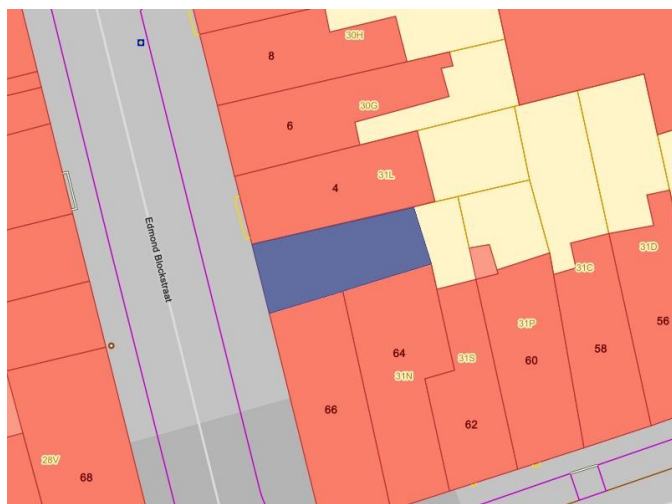 30H
8
30G
6
31L
4
Edmond Blockstraat
31D
31C
31P
64
31S
58
56
60
31N
66
62
28V
68